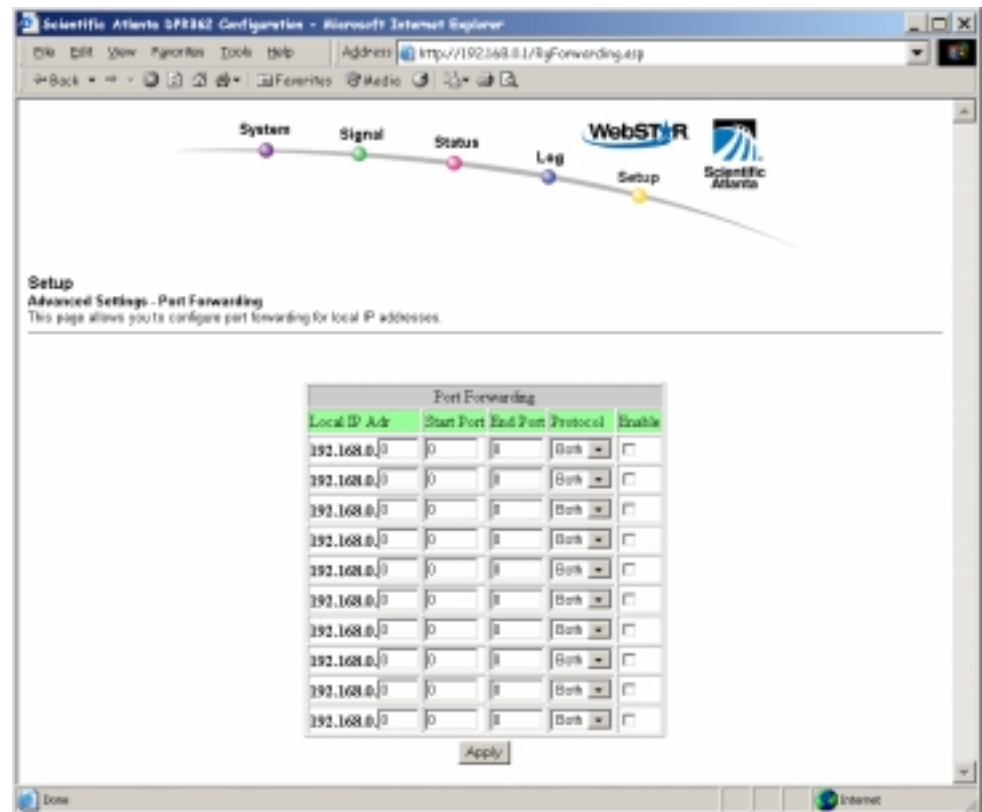 Scientific Atlanta DPR362 Configuration - Microsoft Internet Explorer
File Edit View Favorites Tools Help Address http://192.168.0.1/RgForwarding.asp
Back Favorites Media
System
Signal
Status
Log
Setup
WebSTAR
Scientific
Atlanta
Setup
Advanced Settings - Port Forwarding
This page allows you to configure port forwarding for local IP addresses.
Port Forwarding
Local IP Adr Start Port End Port Protocol Enable
192.168.0.0 0 0 Both
192.168.0.0 0 0 Both
192.168.0.0 0 0 Both
192.168.0.0 0 0 Both
192.168.0.0 0 0 Both
192.168.0.0 0 0 Both
192.168.0.0 0 0 Both
192.168.0.0 0 0 Both
192.168.0.0 0 0 Both
192.168.0.0 0 0 Both
Apply
Done Internet